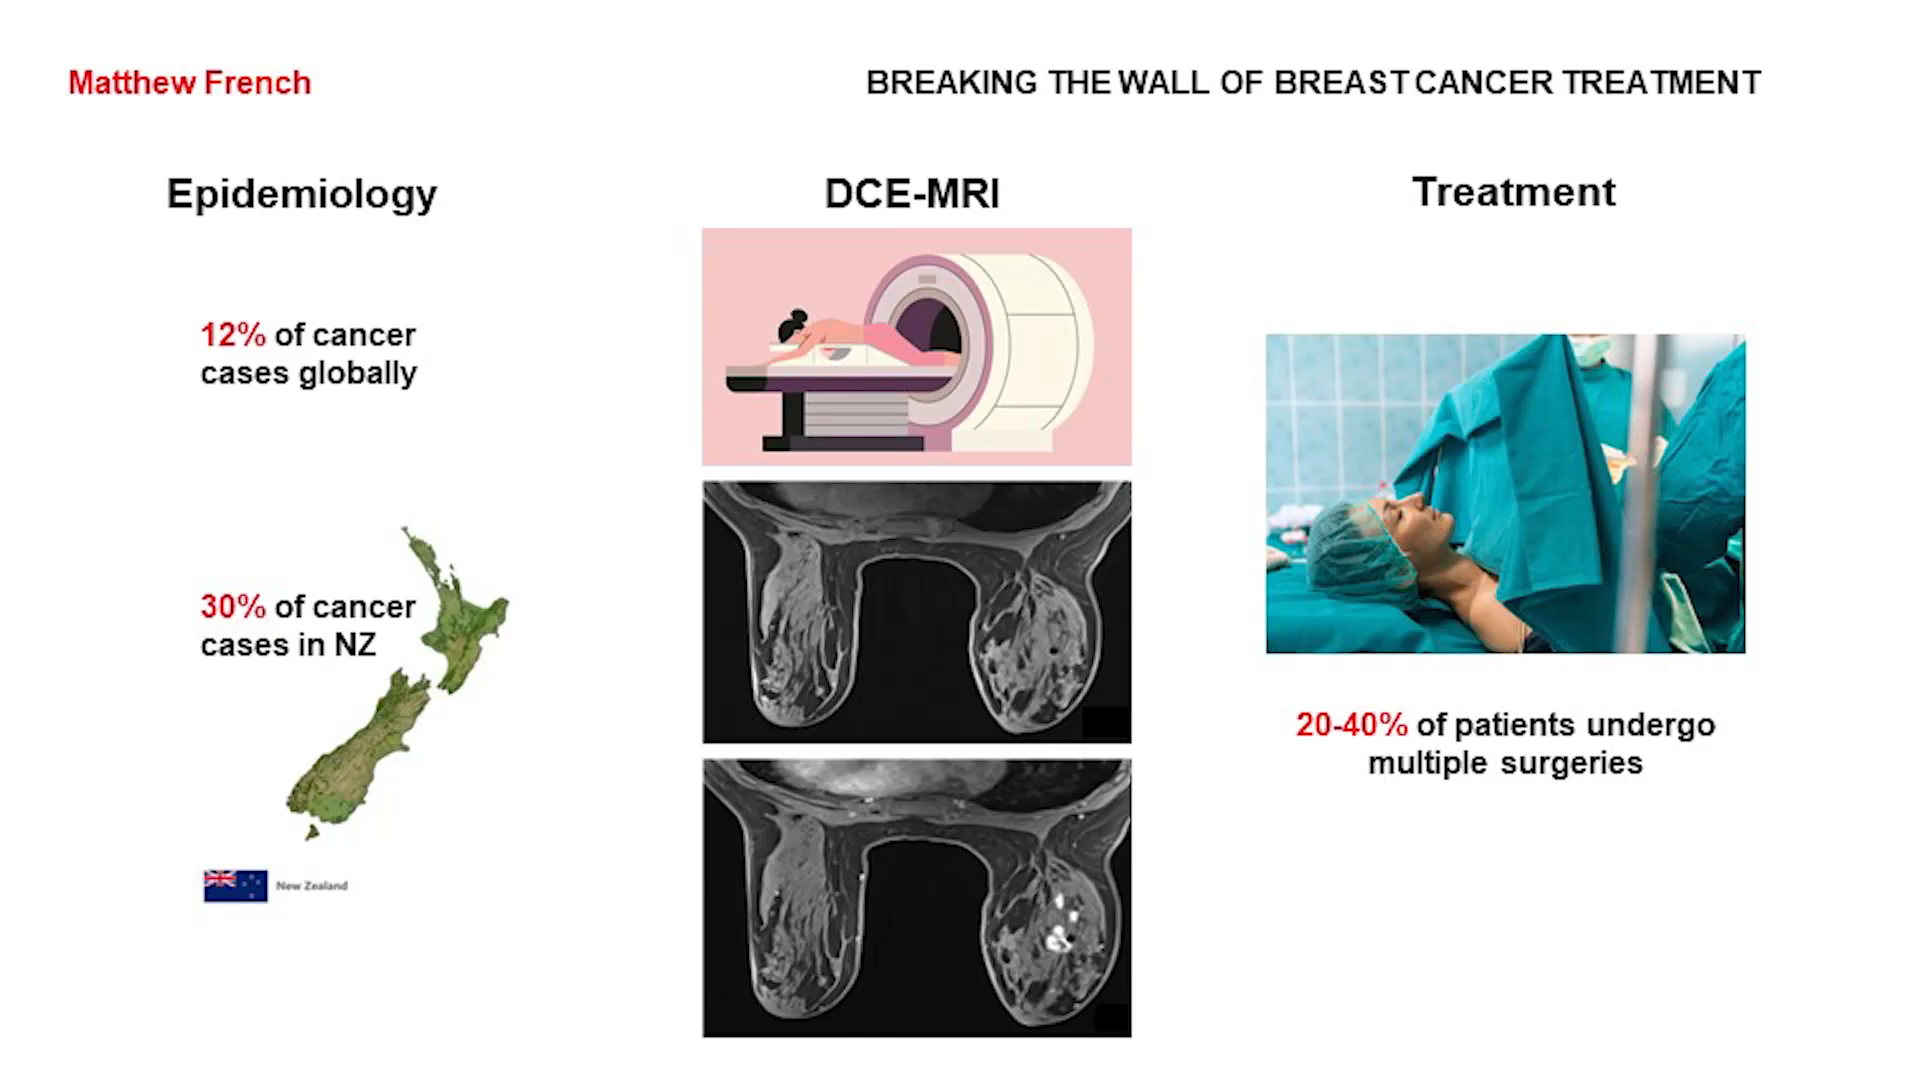 Matthew French
BREAKING THE WALL OF BREAST CANCER TREATMENT
Epidemiology
12% of cancer
cases globally
30% of cancer
cases in NZ
New Zealand
DCE-MRI
Treatment
20-40% of patients undergo
multiple surgeries